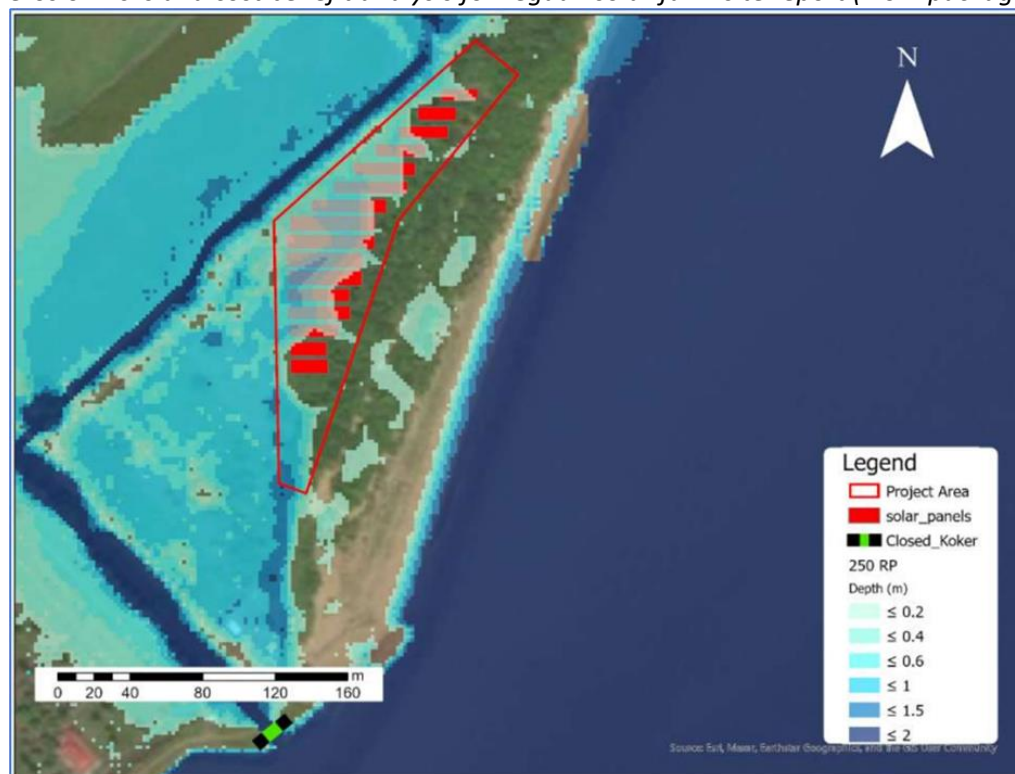 N
Legend
Project Area
solar_panels
Closed_Koker
250 RP
Depth (m)
≤ 0.2
≤ 0.4
≤ 0.6
≤ 1
≤ 1.5
≤ 2
m
0 20 40 80 120 160
Source: Esri, Maxar, Earthstar Geographics, and the GIS User Community